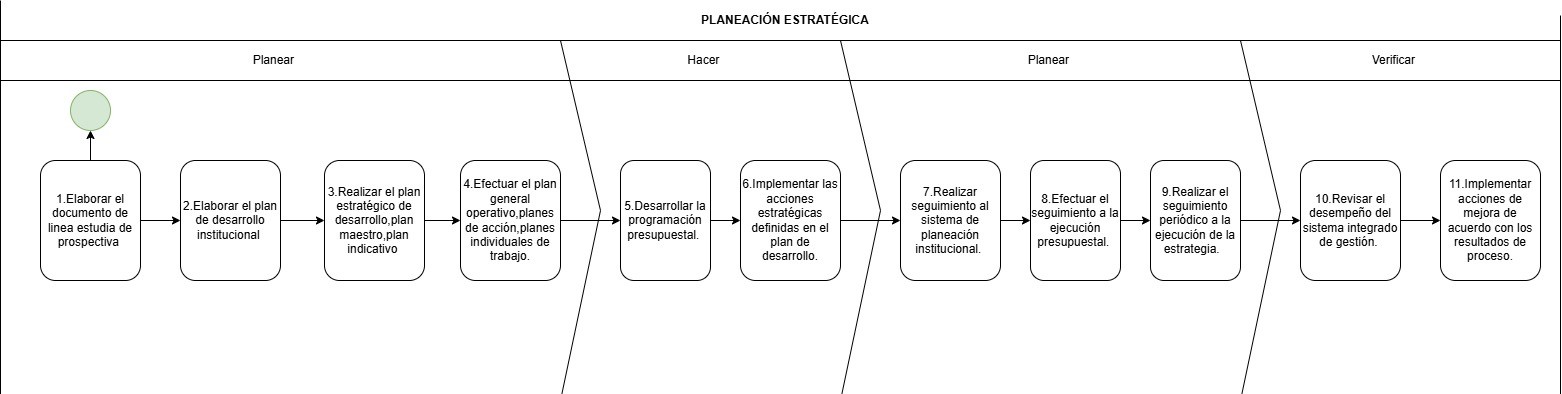 PLANEACIÓN ESTRATÉGICA
Planear
Hacer
Planear
Verificar
1.Elaborar el
documento de
linea estudia de
prospectiva
2.Elaborar el plan
de desarrollo
institucional
3.Realizar el plan
estratégico de
desarrollo,plan
maestro,plan
indicativo
4.Efectuar el plan
general
operativo,planes
de acción,planes
individuales de
trabajo.
5.Desarrollar la
programación
presupuestal.
6.Implementar las
acciones
estratégicas
definidas en el
plan de
desarrollo.
7.Realizar
seguimiento al
sistema de
planeación
institucional.
8.Efectuar el
seguimiento a la
ejecución
presupuestal.
9.Realizar el
seguimiento
periódico a la
ejecución de la
estrategia.
10.Revisar el
desempeño del
sistema integrado
de gestión.
11.Implementar
acciones de
mejora de
acuerdo con los
resultados de
proceso.